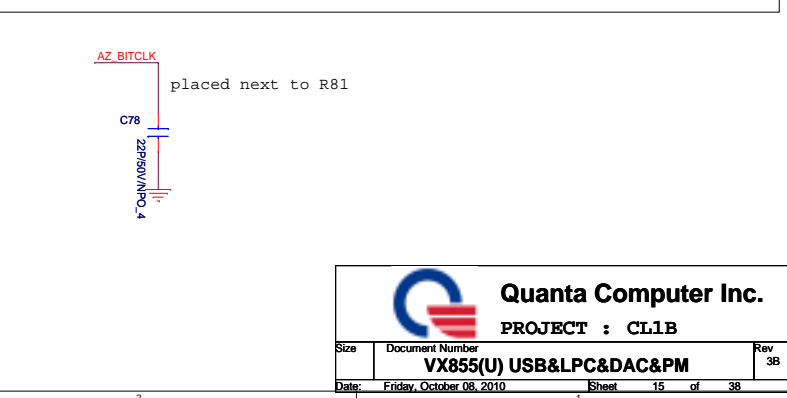 AZ_BITCLK
placed next to R81
C78
22P/50V/NPO_4
Quanta Computer Inc.
PROJECT : CL1B
Size Document Number Rev
VX855(U) USB&LPC&DAC&PM 3B
Date: Friday, October 08, 2010 Sheet 15 of 38
1